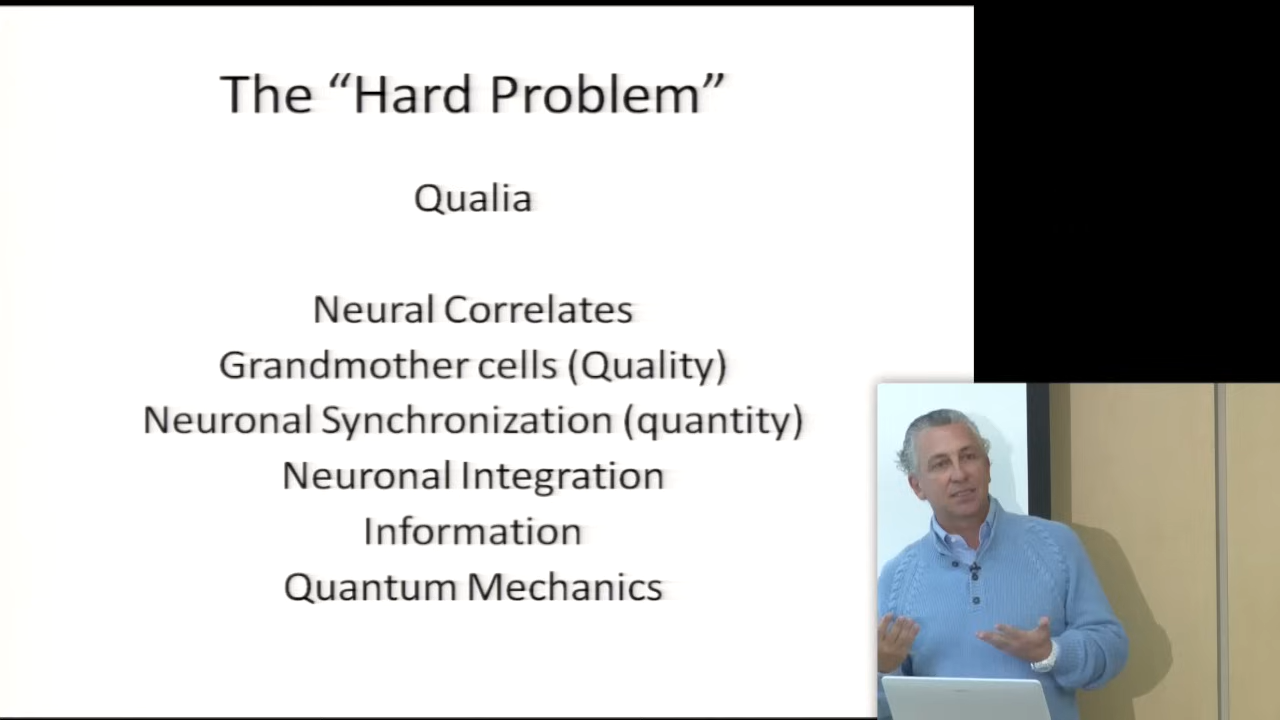 The “Hard Problem”
Qualia
Neural Correlates
Grandmother cells (Quality)
Neuronal Synchronization (quantity)
Neuronal Integration
Information
Quantum Mechanics